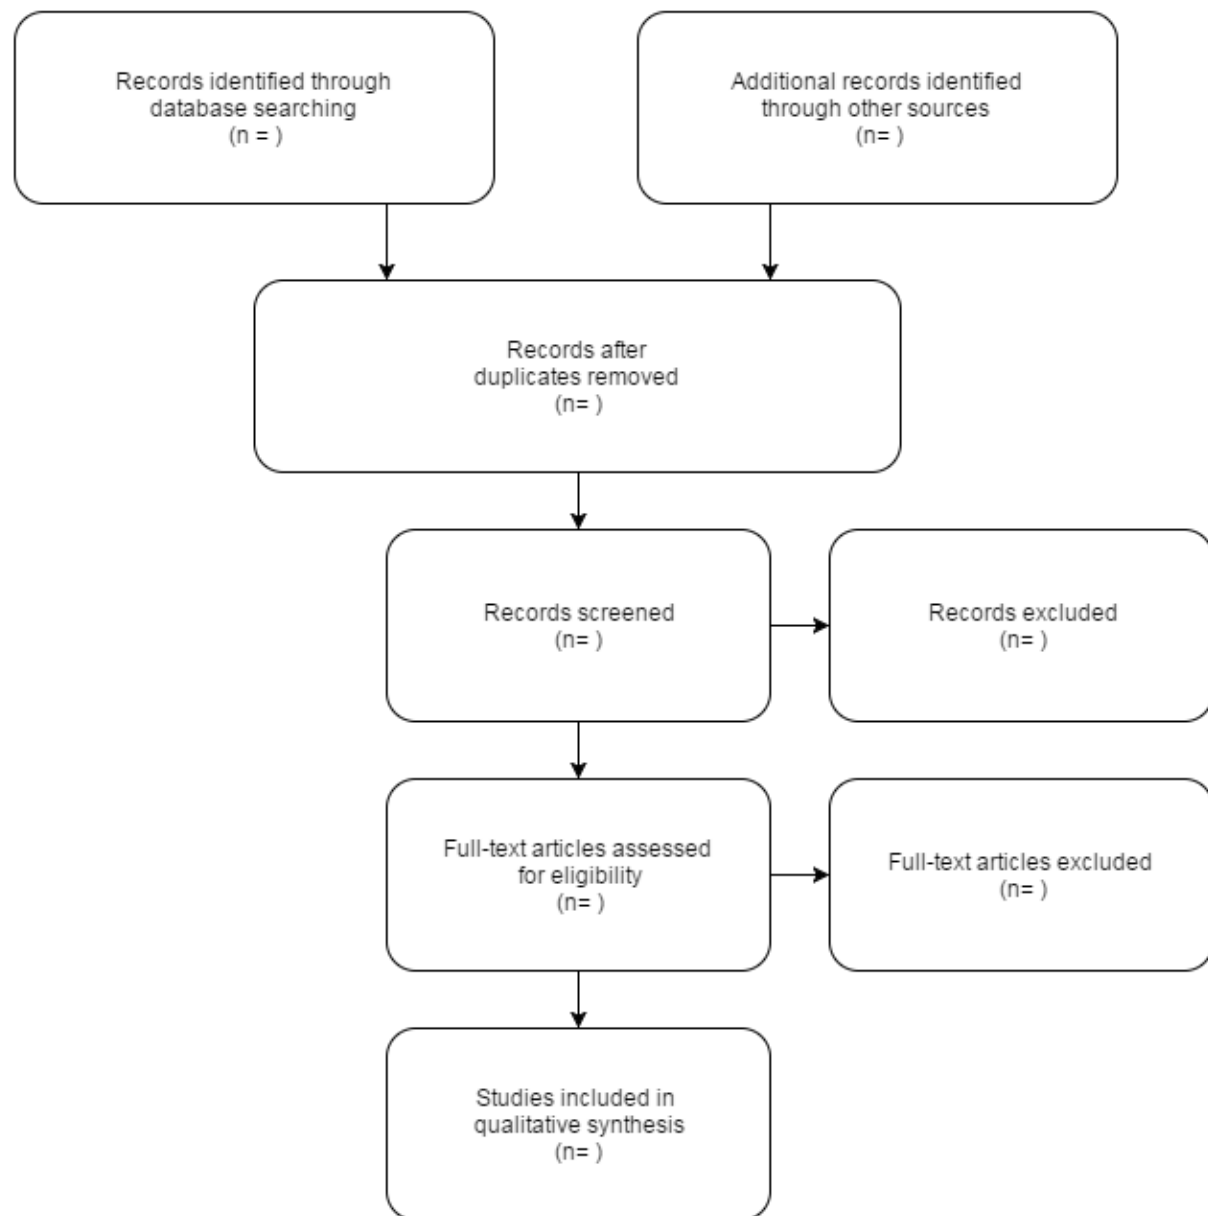 Records identified through
database searching
(n = )
Additional records identified
through other sources
(n= )
Records after
duplicates removed
(n= )
Records screened
(n= )
Records excluded
(n= )
Full-text articles assessed
for eligibility
(n= )
Full-text articles excluded
(n= )
Studies included in
qualitative synthesis
(n= )